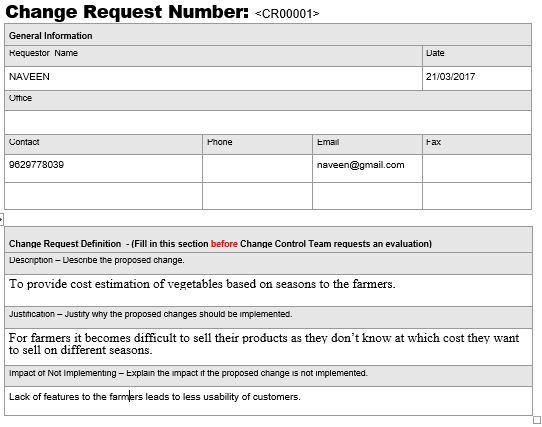 Change Request Number: <CR00001>
General Information
Requestor Name Date
NAVEEN 21/03/2017
Office
Contact Phone Email Fax
9629778039 naveen@gmail.com
Change Request Definition - (Fill in this section before Change Control Team requests an evaluation)
Description – Describe the proposed change.
To provide cost estimation of vegetables based on seasons to the farmers.
Justification – Justify why the proposed changes should be implemented.
For farmers it becomes difficult to sell their products as they don't know at which cost they want
to sell on different seasons.
Impact of Not Implementing – Explain the impact if the proposed change is not implemented.
Lack of features to the farmers leads to less usability of customers.